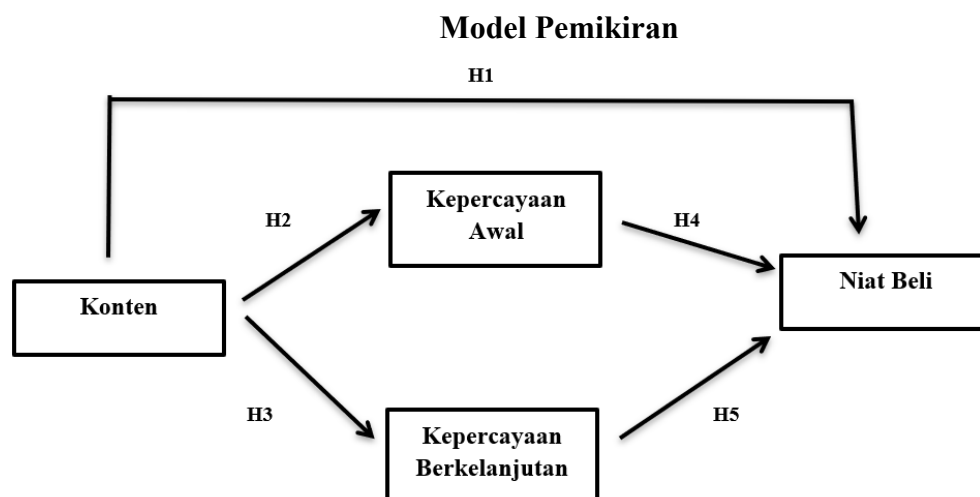 Model Pemikiran
H1
Kepercayaan
Awal
H2
H4
Konten
Niat Beli
H3
H5
Kepercayaan
Berkelanjutan